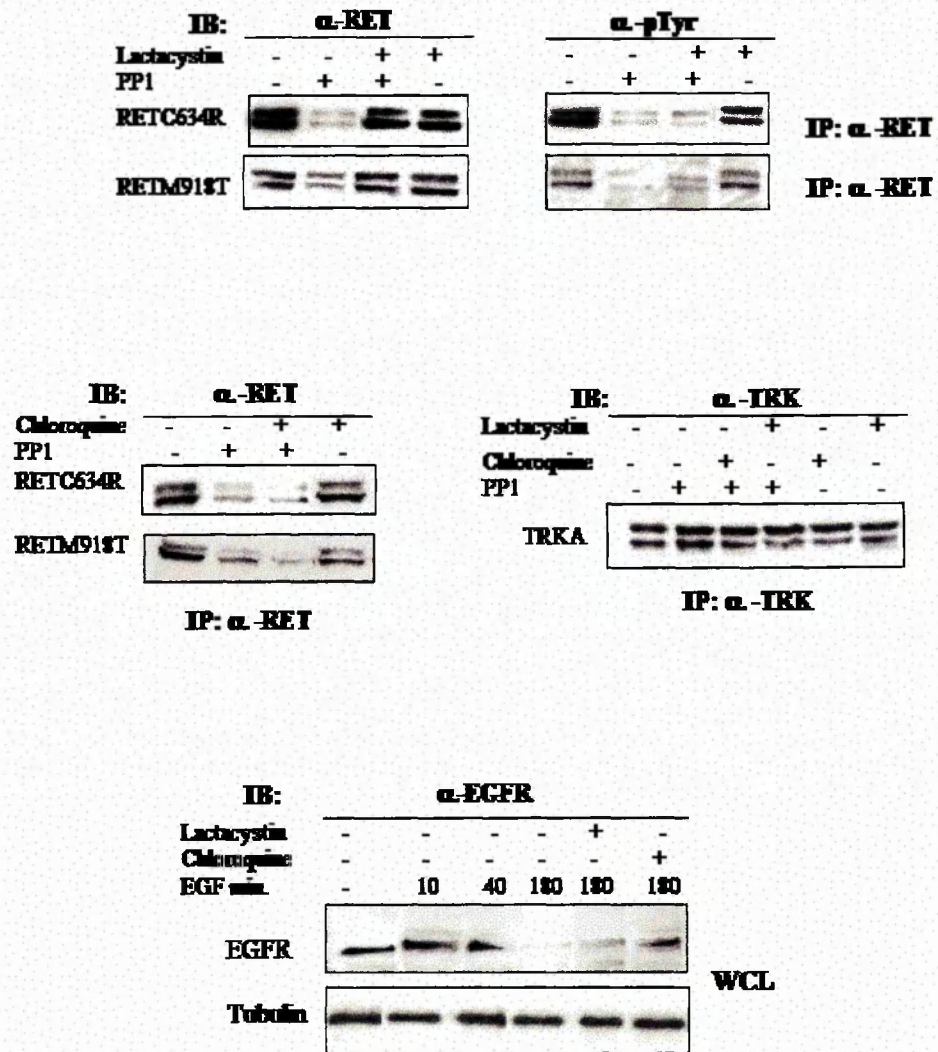 IB: α-RET
Lactacystin - - + +
PP1 - + + -
RETC634R
RETM918T
α-pTyr
+ +
- + + -
IP: α-RET
IP: α-RET
IB: α-RET
Chloroquine - - + +
PP1 - + + -
RETC634R
RETM918T
IP: α-RET
IB: α-TRK
Lactacystin - - - + - +
Chloroquine - - + - + -
PP1 - + + + - -
TRKA
IP: α-TRK
IB: α-EGFR
Lactacystin - - - - + -
Chloroquine - - - - - +
EGF min. - 10 40 180 180 180
EGFR
WCL
Tubulin